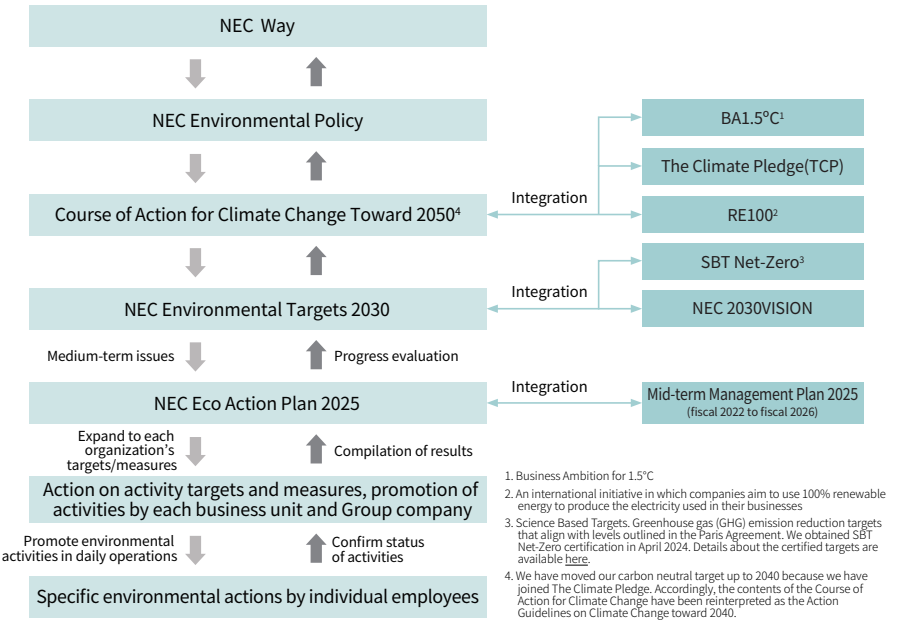 NEC Way
NEC Environmental Policy
BA1.5°C¹
The Climate Pledge(TCP)
Course of Action for Climate Change Toward 2050⁴
Integration
RE100²
SBT Net-Zero³
NEC Environmental Targets 2030
Integration
NEC 2030VISION
Medium-term issues
Progress evaluation
NEC Eco Action Plan 2025
Integration
Mid-term Management Plan 2025
(fiscal 2022 to fiscal 2026)
Expand to each
organization's
targets/measures
Compilation of results
Action on activity targets and measures, promotion of
activities by each business unit and Group company
Promote environmental
activities in daily operations
Confirm status
of activities
Specific environmental actions by individual employees
1. Business Ambition for 1.5°C
2. An international initiative in which companies aim to use 100% renewable
energy to produce the electricity used in their businesses
3. Science Based Targets. Greenhouse gas (GHG) emission reduction targets
that align with levels outlined in the Paris Agreement. We obtained SBT
Net-Zero certification in April 2024. Details about the certified targets are
available here.
4. We have moved our carbon neutral target up to 2040 because we have
joined The Climate Pledge. Accordingly, the contents of the Course of
Action for Climate Change have been reinterpreted as the Action
Guidelines on Climate Change toward 2040.